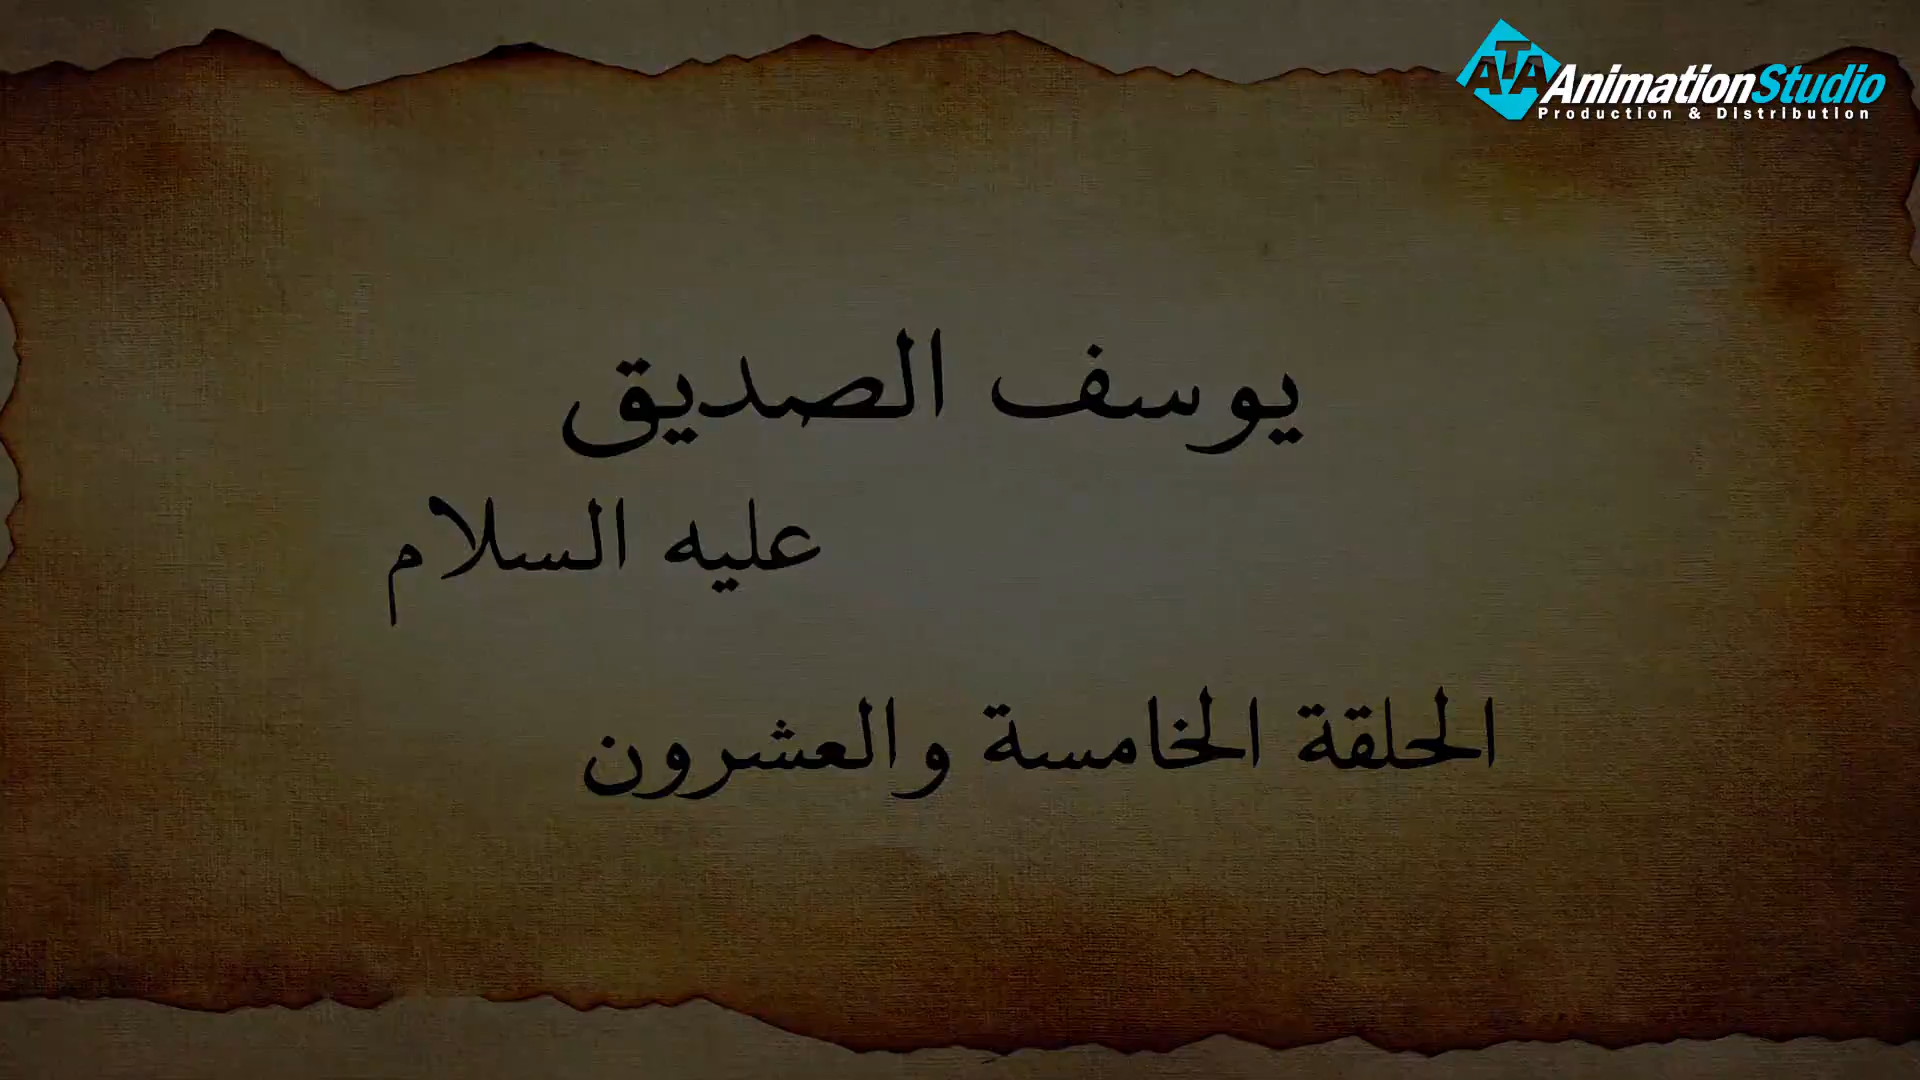 ATA AnimationStudio
Production & Distribution
يوسف الصديق
عليه السلام
الحلقة الخامسة والعشرون